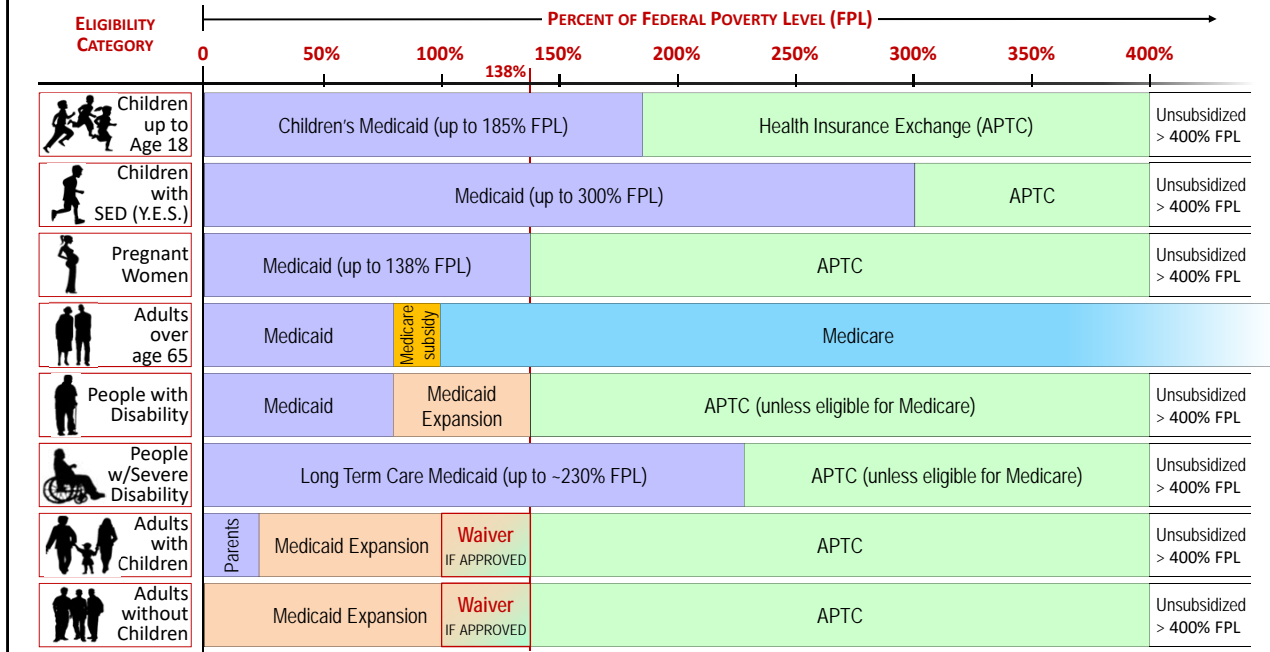 ELIGIBILITY
CATEGORY
PERCENT OF FEDERAL POVERTY LEVEL (FPL)
0 50% 100% 150% 200% 250% 300% 350% 400%
138%
Children
up to
Age 18
Children's Medicaid (up to 185% FPL)
Health Insurance Exchange (APTC)
Unsubsidized
> 400% FPL
Children
with
SED (Y.E.S.)
Medicaid (up to 300% FPL)
APTC
Unsubsidized
> 400% FPL
Pregnant
Women
Medicaid (up to 138% FPL)
APTC
Unsubsidized
> 400% FPL
Adults
over
age 65
Medicaid
Medicare
subsidy
Medicare
People with
Disability
Medicaid
Medicaid
Expansion
APTC (unless eligible for Medicare)
Unsubsidized
> 400% FPL
People
w/Severe
Disability
Long Term Care Medicaid (up to ~230% FPL)
APTC (unless eligible for Medicare)
Unsubsidized
> 400% FPL
Adults
with
Children
Parents
Medicaid Expansion
Waiver
IF APPROVED
APTC
Unsubsidized
> 400% FPL
Adults
without
Children
Medicaid Expansion
Waiver
IF APPROVED
APTC
Unsubsidized
> 400% FPL